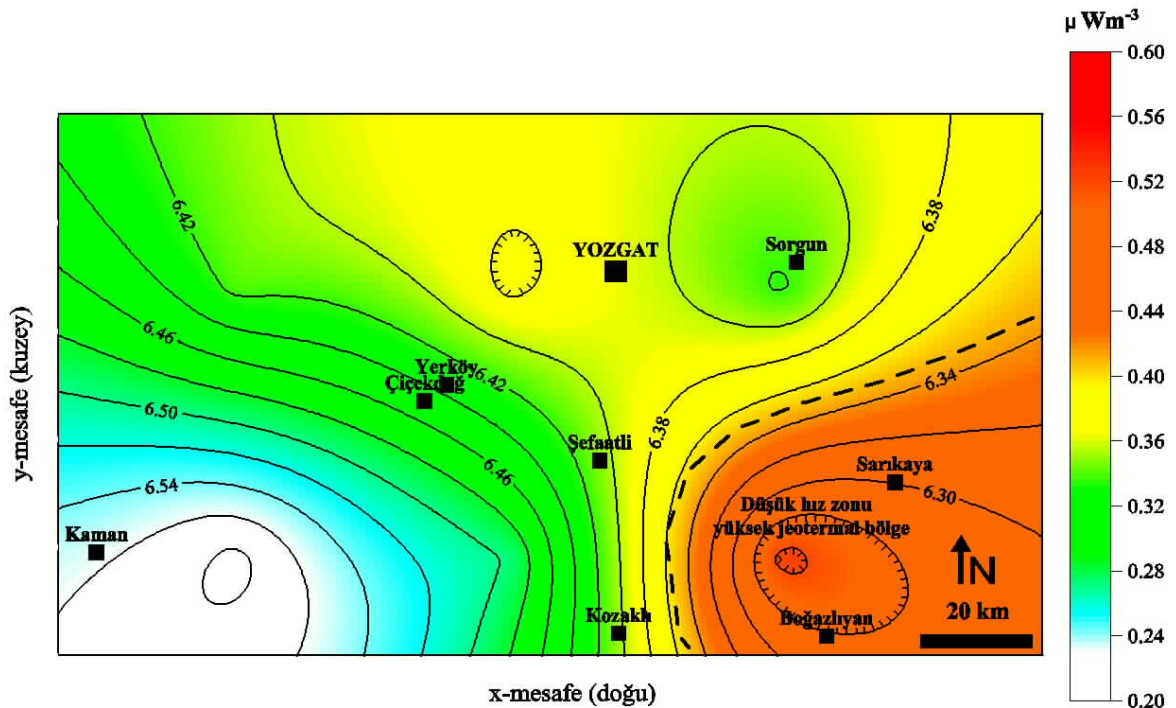 μ Wm⁻³
0.60
0.56
0.52
0.48
0.44
0.40
0.36
0.32
0.28
0.24
0.20
6.42
6.38
YOZGAT
Sorgun
6.46
6.42
6.34
Yerköy
Çiçekdağ
6.50
6.38
6.46
Şefaatli
Sarıkaya
6.54
6.30
Düşük hız zonu
yüksek jeotermal bölge
Kaman
N
20 km
Kozaklı
Boğazlıyan
x-mesafe (doğu)
y-mesafe (kuzey)